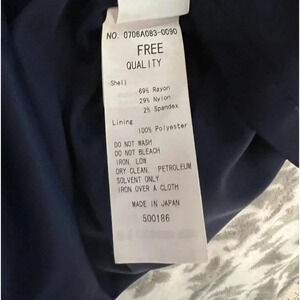 NO. 0706A083-0090
FREE
QUALITY
Shell
69% Rayon
29% Nylon
2% Spandex
Lining
100% Polyester
DO NOT WASH
DO NOT BLEACH
IRON. LOW
DRY CLEAN. PETROLEUM
SOLVENT ONLY
IRON OVER A CLOTH
MADE IN JAPAN
500186